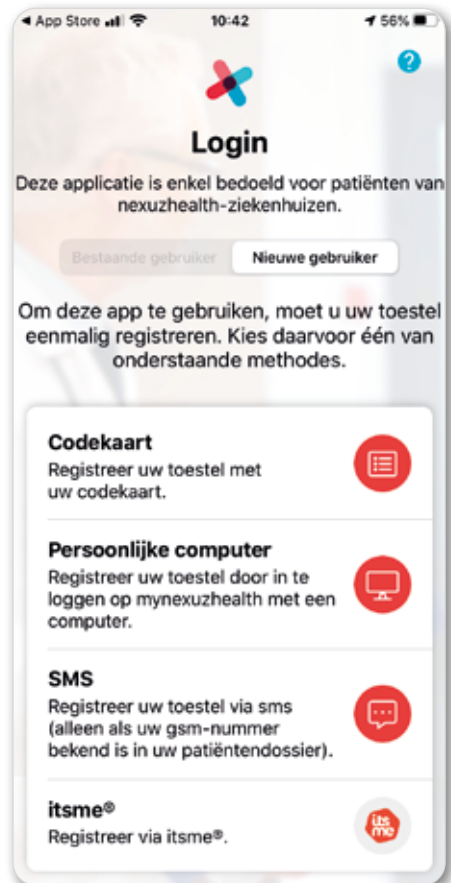 App Store 10:42 56%
?
Login
Deze applicatie is enkel bedoeld voor patiënten van
nexuzhealth-ziekenhuizen.
Bestaande gebruiker Nieuwe gebruiker
Om deze app te gebruiken, moet u uw toestel
eenmalig registreren. Kies daarvoor één van
onderstaande methodes.
Codekaart
Registreer uw toestel met
uw codekaart.
Persoonlijke computer
Registreer uw toestel door in te
loggen op mynexuzhealth met een
computer.
SMS
Registreer uw toestel via sms
(alleen als uw gsm-nummer
bekend is in uw patiëntendossier).
itsme®
Registreer via itsme®.
its
me